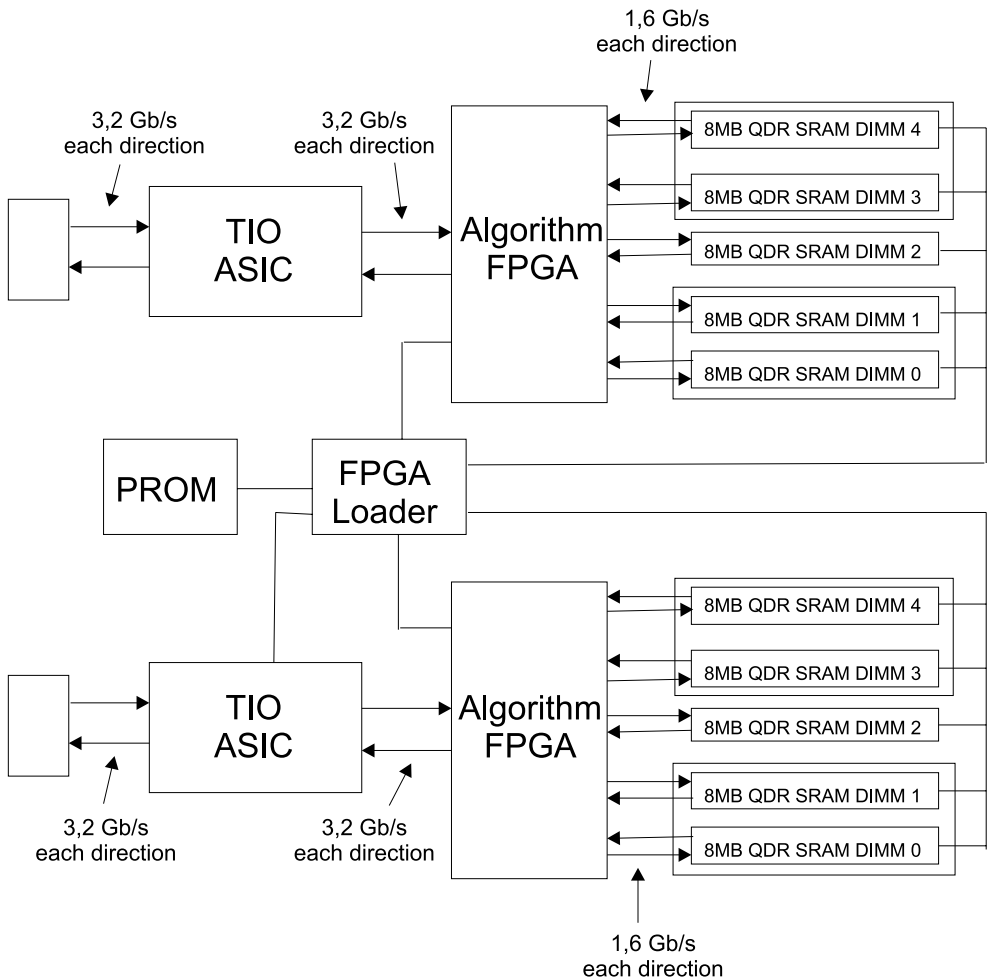 1,6 Gb/s
each direction
3,2 Gb/s
each direction
3,2 Gb/s
each direction
TIO
ASIC
Algorithm
FPGA
8MB QDR SRAM DIMM 4
8MB QDR SRAM DIMM 3
8MB QDR SRAM DIMM 2
8MB QDR SRAM DIMM 1
8MB QDR SRAM DIMM 0
PROM
FPGA
Loader
TIO
ASIC
Algorithm
FPGA
8MB QDR SRAM DIMM 4
8MB QDR SRAM DIMM 3
8MB QDR SRAM DIMM 2
8MB QDR SRAM DIMM 1
8MB QDR SRAM DIMM 0
3,2 Gb/s
each direction
3,2 Gb/s
each direction
1,6 Gb/s
each direction